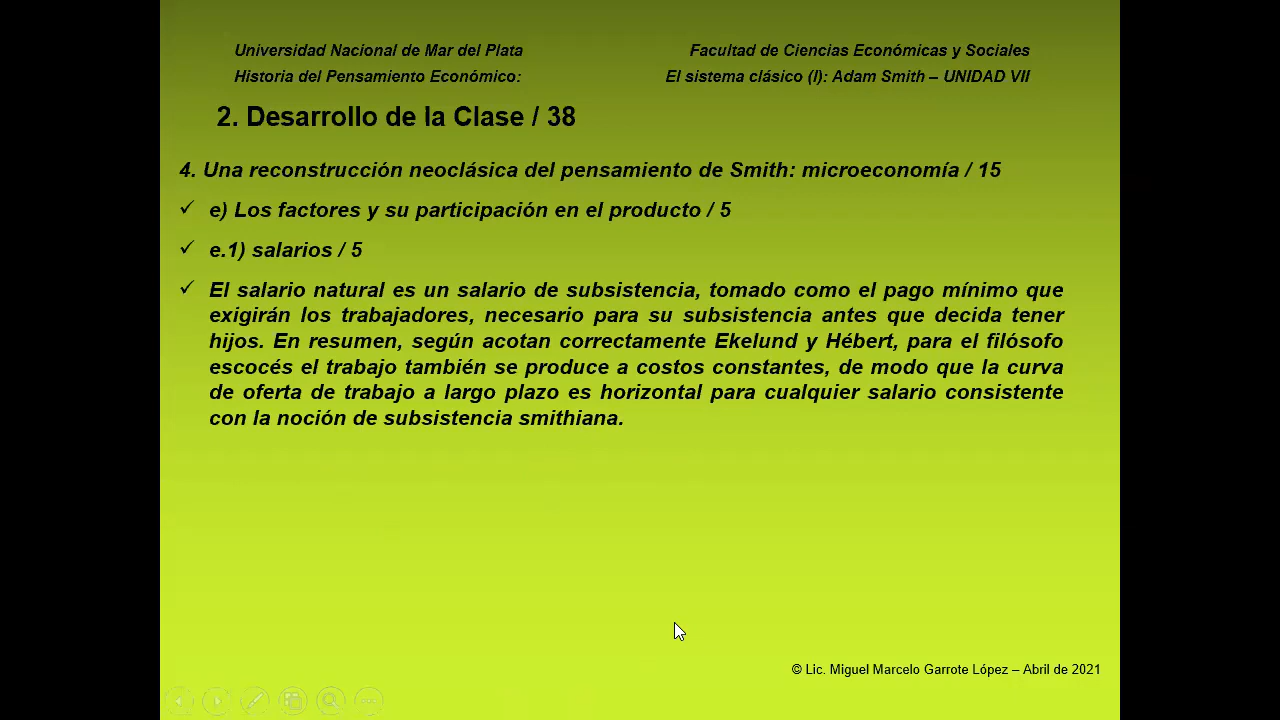 Universidad Nacional de Mar del Plata Facultad de Ciencias Económicas y Sociales
Historia del Pensamiento Económico: El sistema clásico (I): Adam Smith – UNIDAD VII
2. Desarrollo de la Clase / 38
4. Una reconstrucción neoclásica del pensamiento de Smith: microeconomía / 15
✓ e) Los factores y su participación en el producto / 5
✓ e.1) salarios / 5
✓ El salario natural es un salario de subsistencia, tomado como el pago mínimo que
exigirán los trabajadores, necesario para su subsistencia antes que decida tener
hijos. En resumen, según acotan correctamente Ekelund y Hébert, para el filósofo
escocés el trabajo también se produce a costos constantes, de modo que la curva
de oferta de trabajo a largo plazo es horizontal para cualquier salario consistente
con la noción de subsistencia smithiana.
© Lic. Miguel Marcelo Garrote López – Abril de 2021